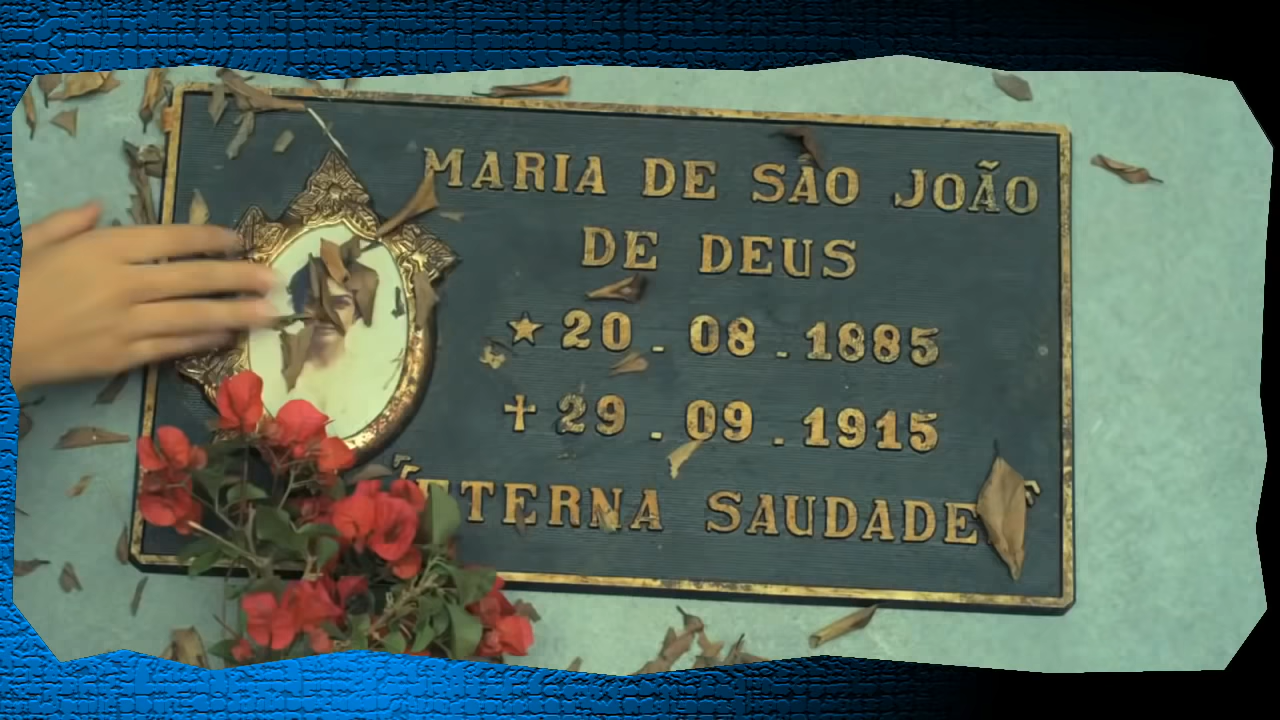 MARIA DE SÃO JOÃO
DE DEUS
★ 20 . 08 . 1885
✝ 29 . 09 . 1915
"ETERNA SAUDADE"